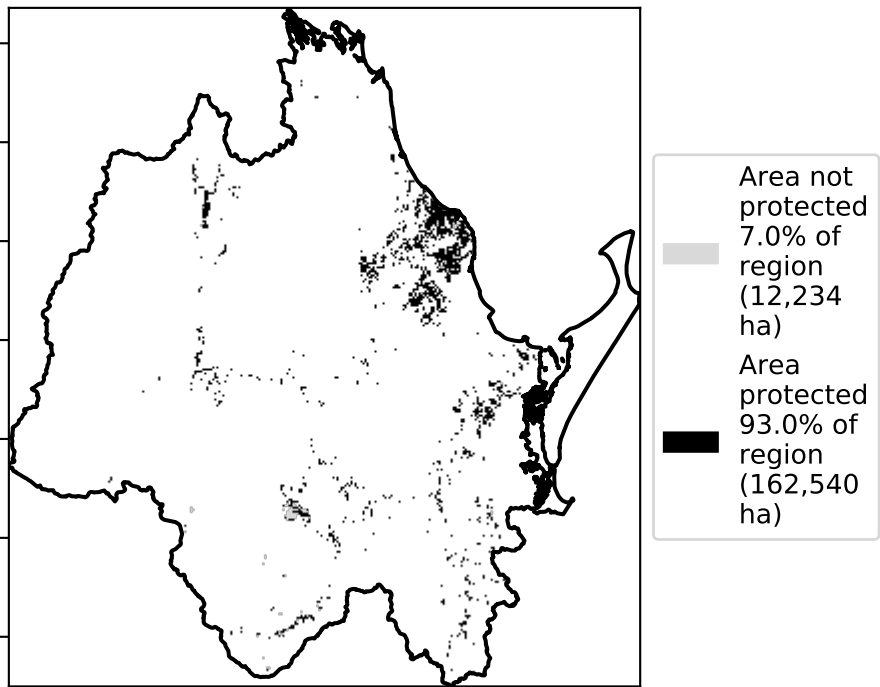 Area not
protected
7.0% of
region
(12,234
ha)
Area
protected
93.0% of
region
(162,540
ha)